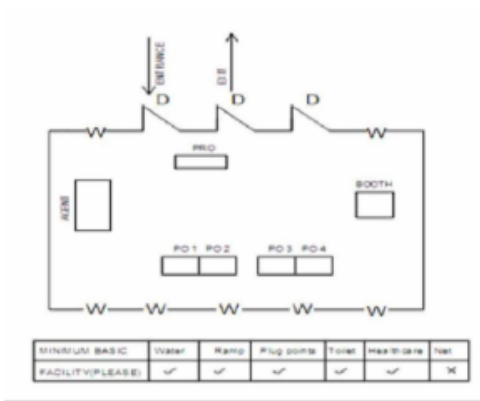 ENTRANCE
EXIT
D D D
W W
PRO
AGENT
BOOTH
PO 1 PO 2 PO 3 PO 4
W W W W W
MINIMUM BASIC Water Ramp Plug points Toilet Healthcare Net
FACILITY(PLEASE) ✓ ✓ ✓ ✓ ✓ ✗